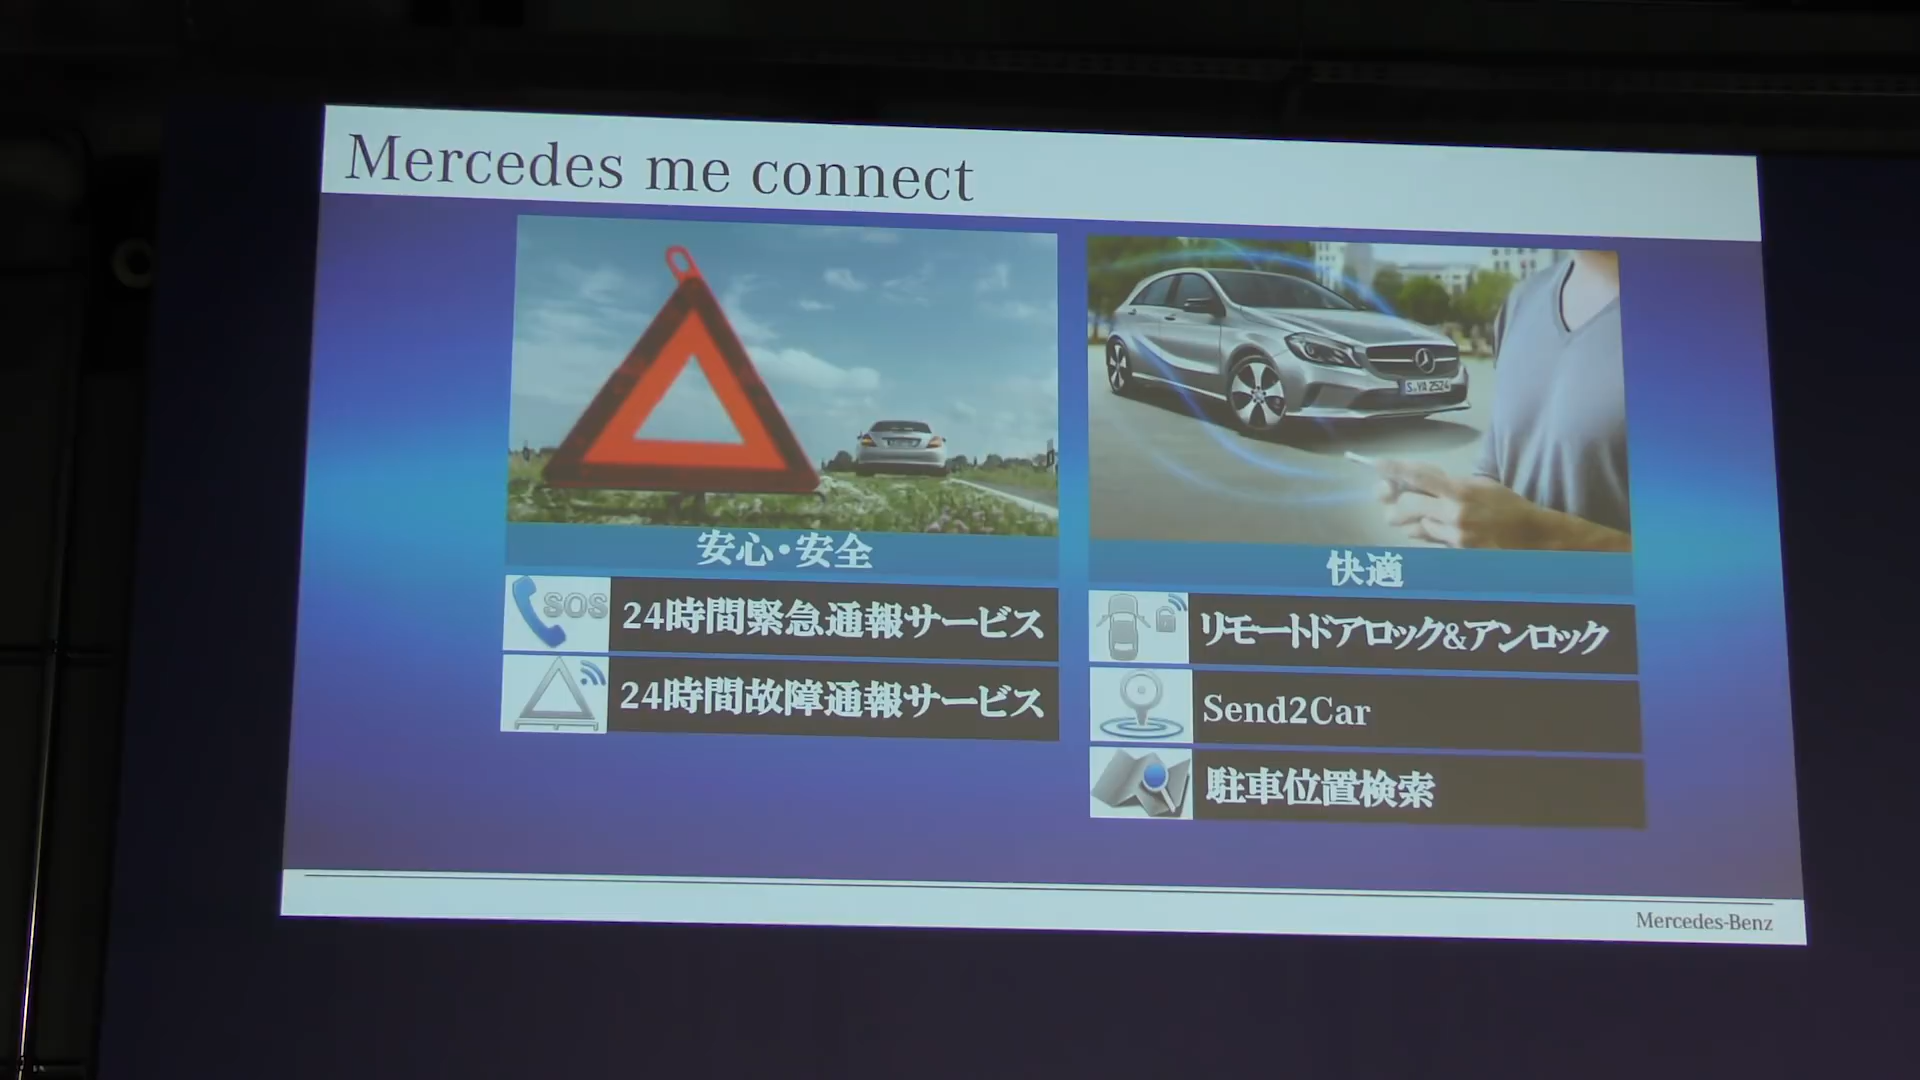 Mercedes me connect
安心・安全
SOS
24時間緊急通報サービス
24時間故障通報サービス
S・YA 2524
快適
リモートドアロック&アンロック
Send2Car
駐車位置検索
Mercedes-Benz